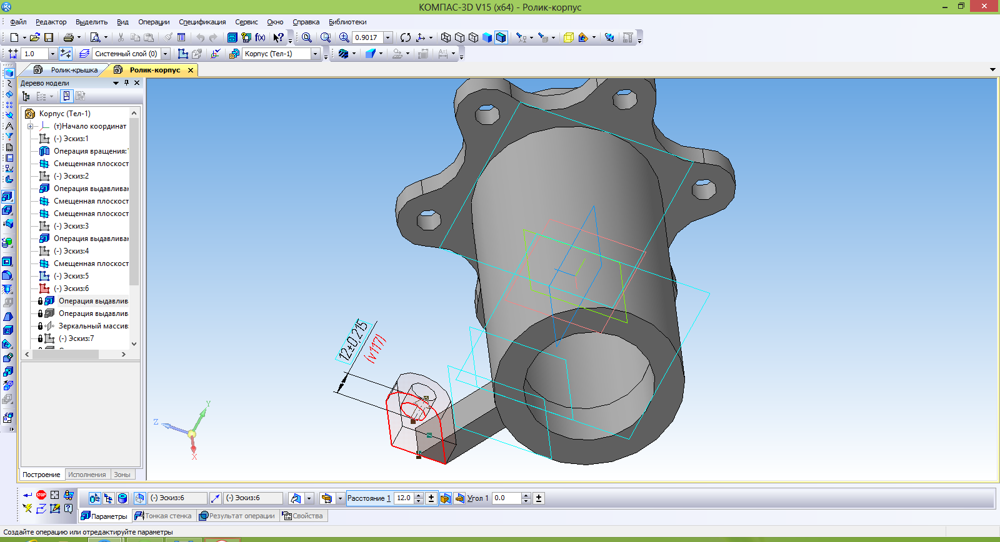 КОМПАС-3D V15 (x64) - Ролик-корпус
Файл Редактор Выделить Вид Операции Спецификация Сервис Окно Справка Библиотеки
0.9017
1.0 Системный слой (0) Корпус (Тел-1)
Ролик-крышка Ролик-корпус
Дерево модели
Корпус (Тел-1)
(т)Начало координат
(-) Эскиз:1
Операция вращения:
Смещенная плоскост
(-) Эскиз:2
Операция выдавливан
Смещенная плоскост
Смещенная плоскост
(-) Эскиз:3
Операция выдавливан
(-) Эскиз:4
Смещенная плоскост
(-) Эскиз:5
(-) Эскиз:6
Операция выдавлив
Операция выдавлив
Зеркальный массив:
(-) Эскиз:7
12±0,215
(v117)
Z
Y
X
Построение Исполнения Зоны
STOP
(-) Эскиз:6 (-) Эскиз:6 Расстояние 1 12.0 Угол 1 0.0
Параметры Тонкая стенка Результат операции Свойства
Создайте операцию или отредактируйте параметры